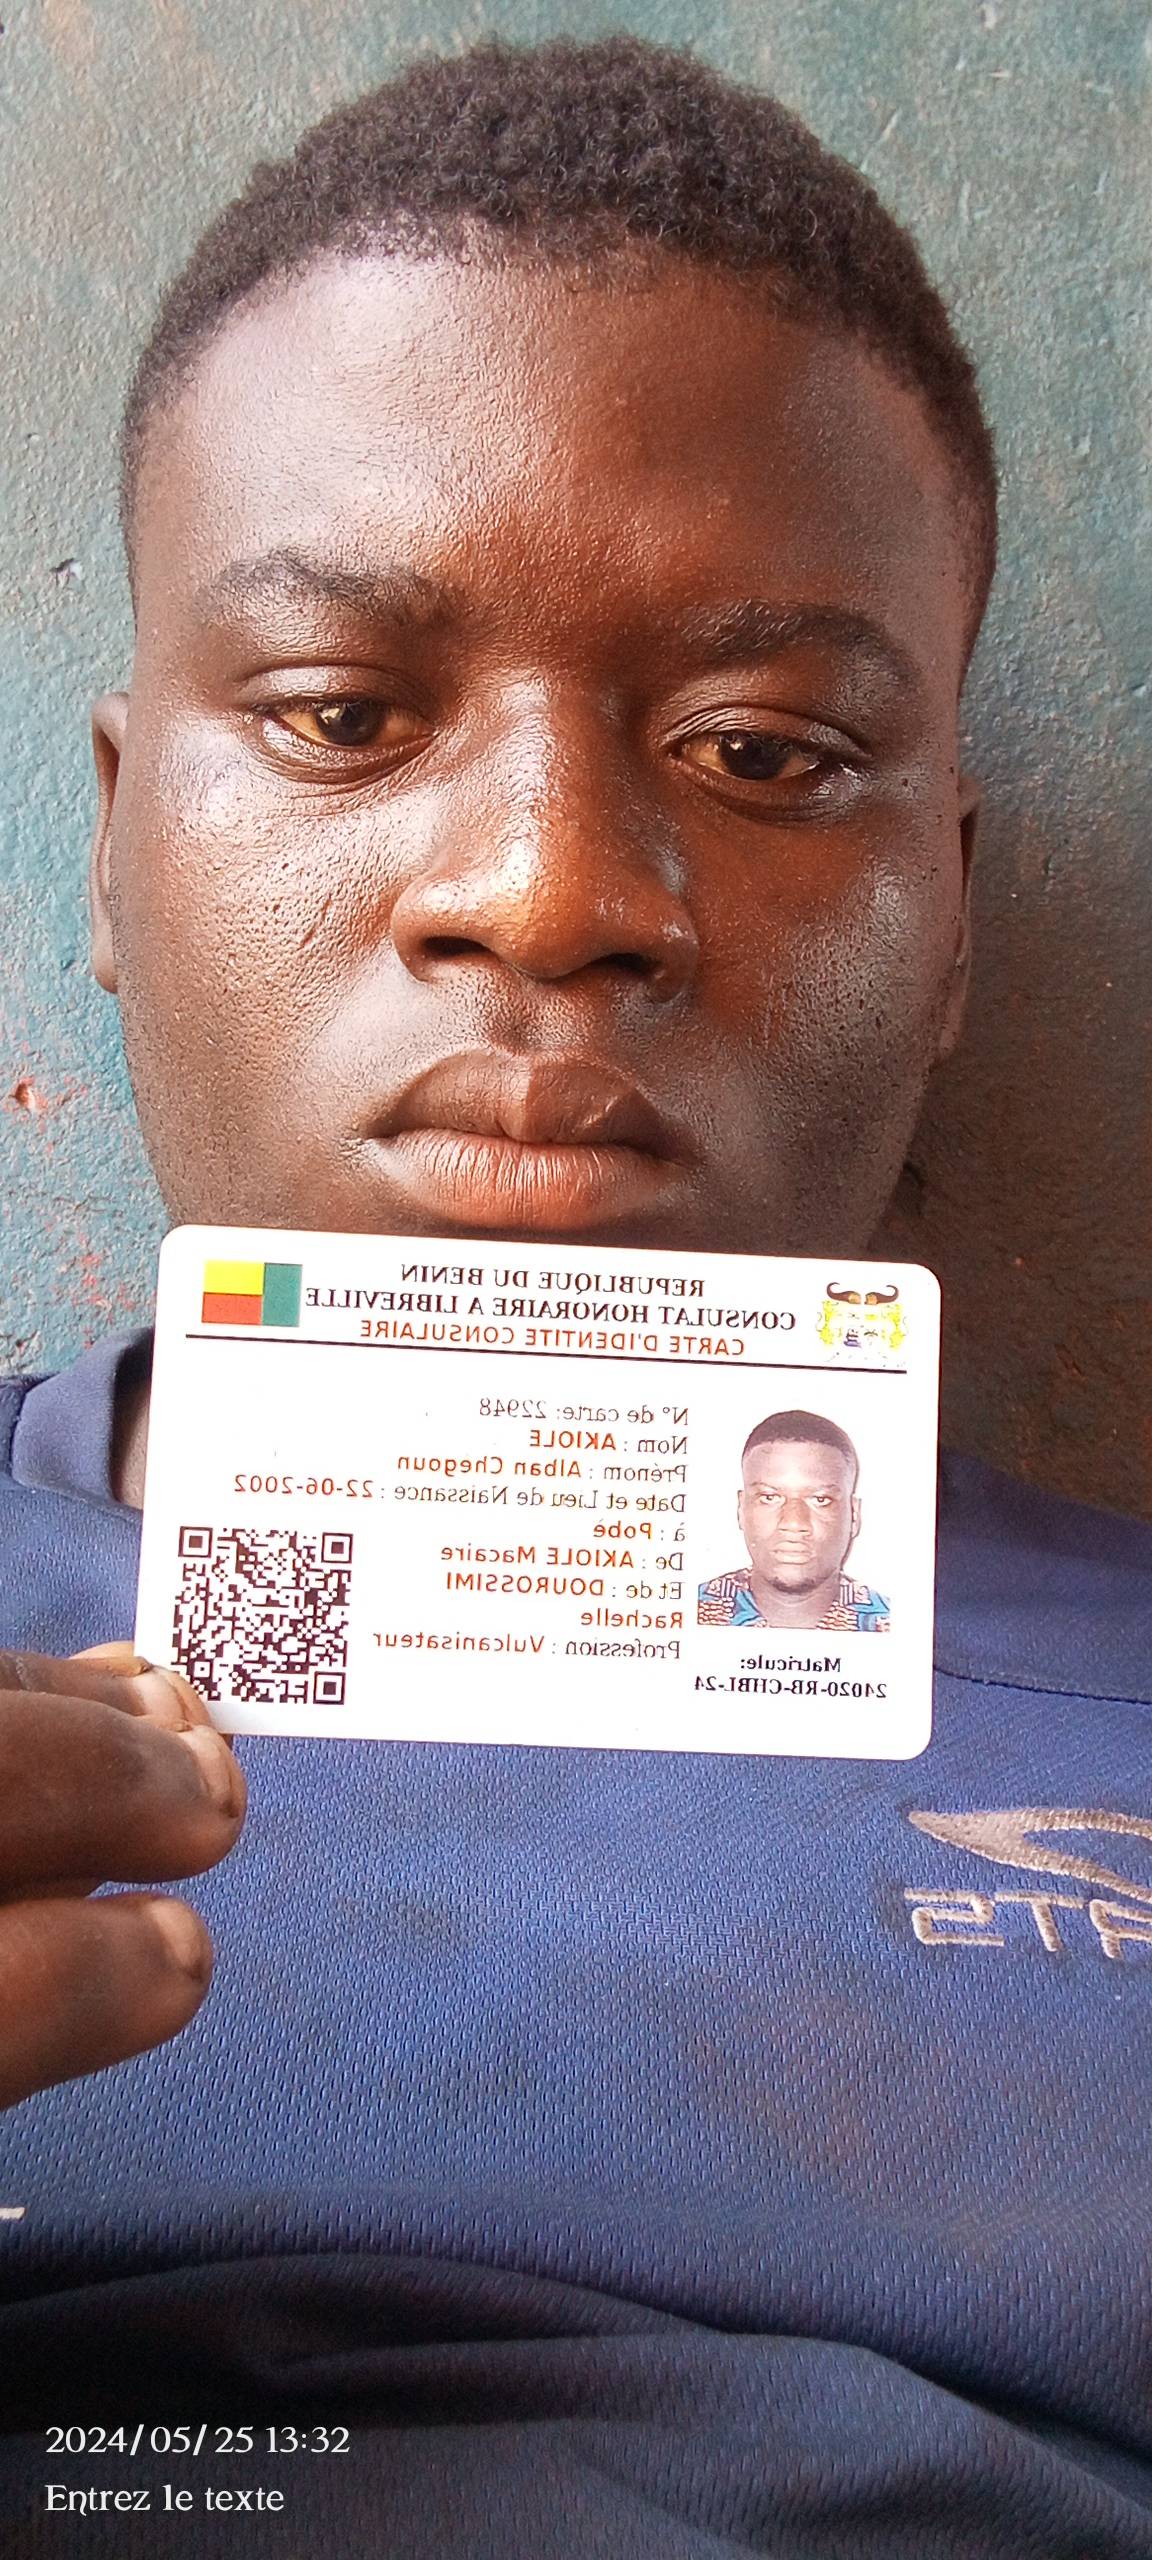 REPUBLIQUE DU BENIN
CONSULAT HONORAIRE A LIBREVILLE
CARTE D'IDENTITE CONSULAIRE
N° de carte: 22948
Nom : AKIOLE
Prénom : Alban Chegoun
Date et Lieu de Naissance : 22-06-2002
à : Pobè
De : AKIOLE Macaire
Et de : DOUROSSIMI
Rachelle
Profession : Vulcanisateur
Matricule:
24020-RB-CHBL-24
RTS
2024/05/25 13:32
Entrez le texte